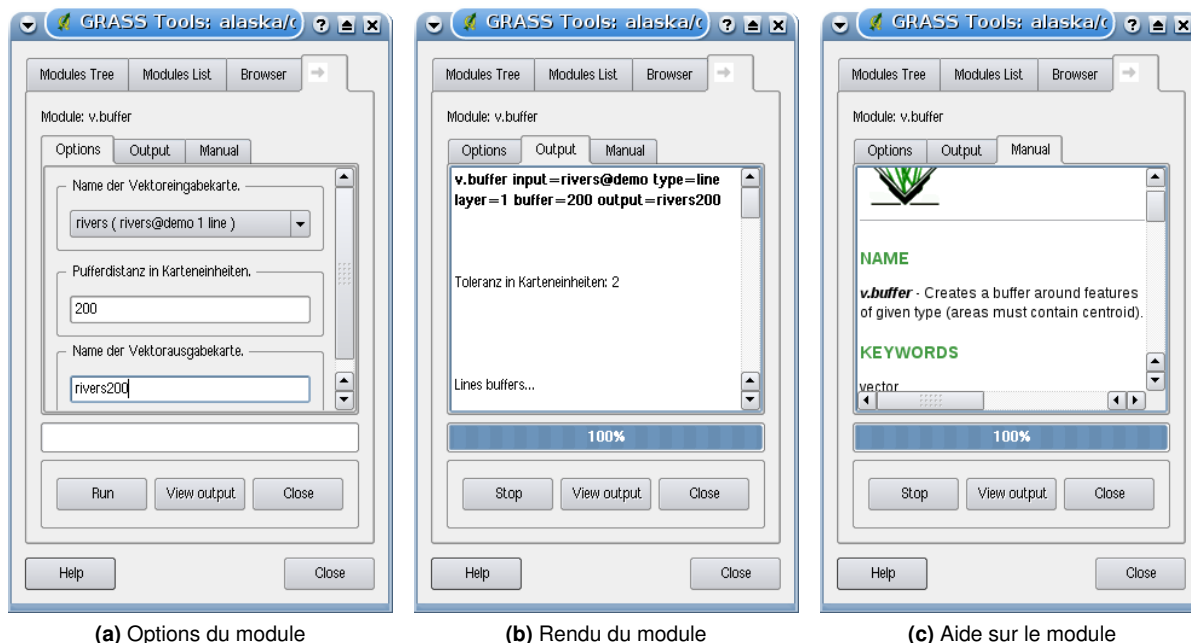 GRASS Tools: alaska/c
Modules Tree
Modules List
Browser
Module: v.buffer
Options
Output
Manual
Name der Vektoreingabekarte.
rivers ( rivers@demo 1 line )
Pufferdistanz in Karteneinheiten.
200
Name der Vektorausgabekarte.
rivers200
Run
View output
Close
Help
Close
(a) Options du module
GRASS Tools: alaska/c
Modules Tree
Modules List
Browser
Module: v.buffer
Options
Output
Manual
v.buffer input=rivers@demo type=line
layer=1 buffer=200 output=rivers200
Toleranz in Karteneinheiten: 2
Lines buffers...
100%
Stop
View output
Close
Help
Close
(b) Rendu du module
GRASS Tools: alaska/c
Modules Tree
Modules List
Browser
Module: v.buffer
Options
Output
Manual
NAME
v.buffer - Creates a buffer around features
of given type (areas must contain centroid).
KEYWORDS
vector
100%
Stop
View output
Close
Help
Close
(c) Aide sur le module